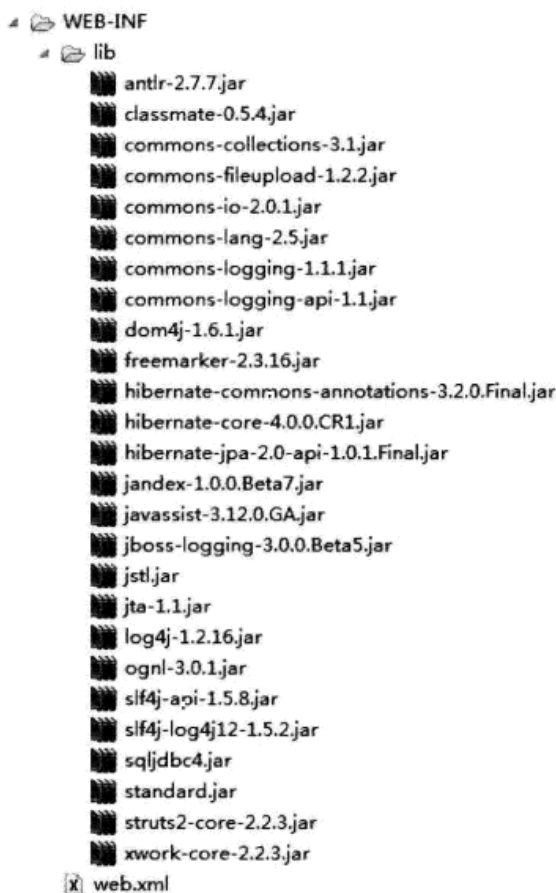 WEB-INF
lib
antlr-2.7.7.jar
classmate-0.5.4.jar
commons-collections-3.1.jar
commons-fileupload-1.2.2.jar
commons-io-2.0.1.jar
commons-lang-2.5.jar
commons-logging-1.1.1.jar
commons-logging-api-1.1.jar
dom4j-1.6.1.jar
freemarker-2.3.16.jar
hibernate-commons-annotations-3.2.0.Final.jar
hibernate-core-4.0.0.CR1.jar
hibernate-jpa-2.0-api-1.0.1.Final.jar
jandex-1.0.0.Beta7.jar
javassist-3.12.0.GA.jar
jboss-logging-3.0.0.Beta5.jar
jstl.jar
jta-1.1.jar
log4j-1.2.16.jar
ognl-3.0.1.jar
slf4j-api-1.5.8.jar
slf4j-log4j12-1.5.2.jar
sqljdbc4.jar
standard.jar
struts2-core-2.2.3.jar
xwork-core-2.2.3.jar
web.xml